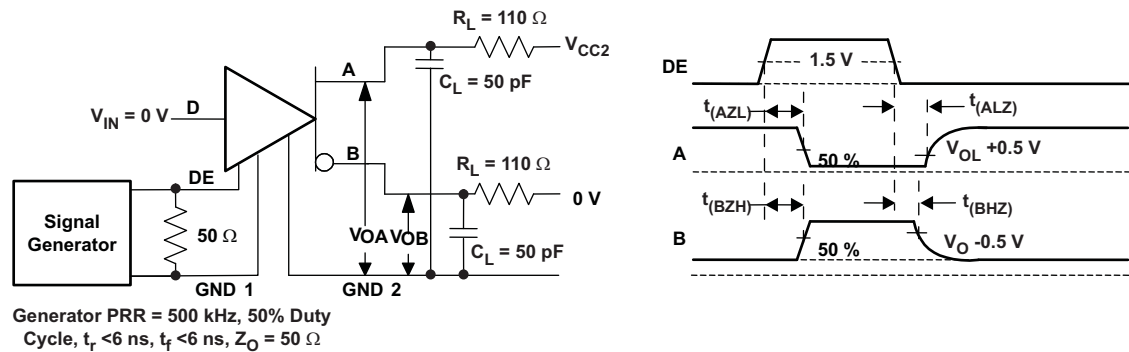 R_L = 110 Ω
V_CC2
A
C_L = 50 pF
D
V_IN = 0 V
B
R_L = 110 Ω
DE
0 V
Signal
Generator
50 Ω
VOA
VOB
C_L = 50 pF
GND 1
GND 2
Generator PRR = 500 kHz, 50% Duty
Cycle, t_r <6 ns, t_f <6 ns, Z_O = 50 Ω
DE
1.5 V
t_(AZL)
t_(ALZ)
A
50 %
V_OL +0.5 V
t_(BZH)
t_(BHZ)
B
50 %
V_O -0.5 V